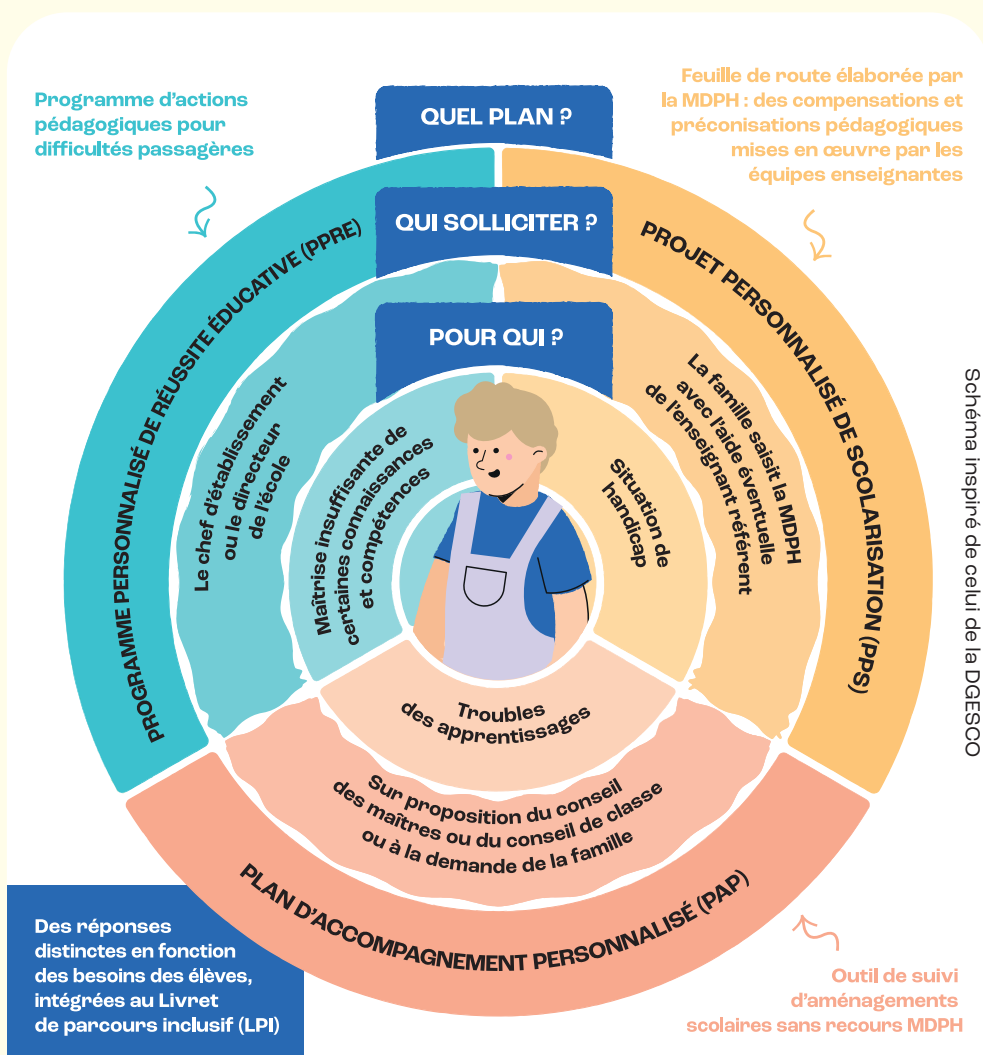 Programme d'actions
pédagogiques pour
difficultés passagères
Feuille de route élaborée par
la MDPH : des compensations et
préconisations pédagogiques
mises en œuvre par les
équipes enseignantes
QUEL PLAN ?
QUI SOLLICITER ?
POUR QUI ?
PROGRAMME PERSONNALISÉ DE RÉUSSITE ÉDUCATIVE (PPRE)
Le chef d'établissement
ou le directeur
de l'école
Maîtrise insuffisante de
certaines connaissances
et compétences
PROJET PERSONNALISÉ DE SCOLARISATION (PPS)
La famille saisit la MDPH
avec l'aide éventuelle
de l'enseignant référent
Situation de
handicap
Troubles
des apprentissages
Sur proposition du conseil
des maîtres ou du conseil de classe
ou à la demande de la famille
PLAN D'ACCOMPAGNEMENT PERSONNALISÉ (PAP)
Outil de suivi
d'aménagements
scolaires sans recours MDPH
Des réponses
distinctes en fonction
des besoins des élèves,
intégrées au Livret
de parcours inclusif (LPI)
Schéma inspiré de celui de la DGESCO